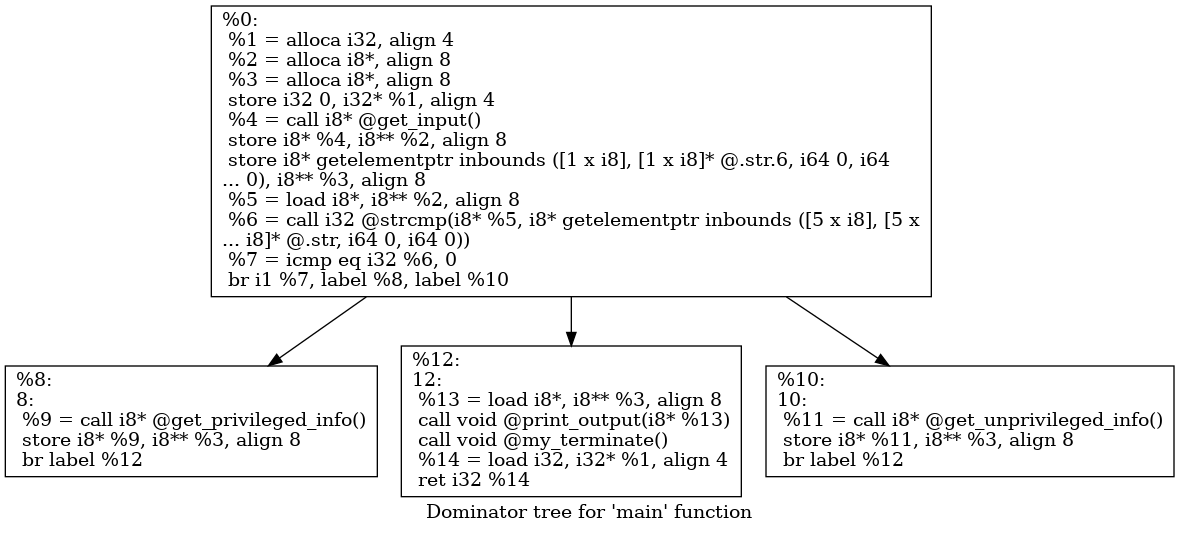 %0:
%1 = alloca i32, align 4
%2 = alloca i8*, align 8
%3 = alloca i8*, align 8
store i32 0, i32* %1, align 4
%4 = call i8* @get_input()
store i8* %4, i8** %2, align 8
store i8* getelementptr inbounds ([1 x i8], [1 x i8]* @.str.6, i64 0, i64
... 0), i8** %3, align 8
%5 = load i8*, i8** %2, align 8
%6 = call i32 @strcmp(i8* %5, i8* getelementptr inbounds ([5 x i8], [5 x
... i8]* @.str, i64 0, i64 0))
%7 = icmp eq i32 %6, 0
br i1 %7, label %8, label %10
%8:
8:
%9 = call i8* @get_privileged_info()
store i8* %9, i8** %3, align 8
br label %12
%12:
12:
%13 = load i8*, i8** %3, align 8
call void @print_output(i8* %13)
call void @my_terminate()
%14 = load i32, i32* %1, align 4
ret i32 %14
%10:
10:
%11 = call i8* @get_unprivileged_info()
store i8* %11, i8** %3, align 8
br label %12
Dominator tree for 'main' function